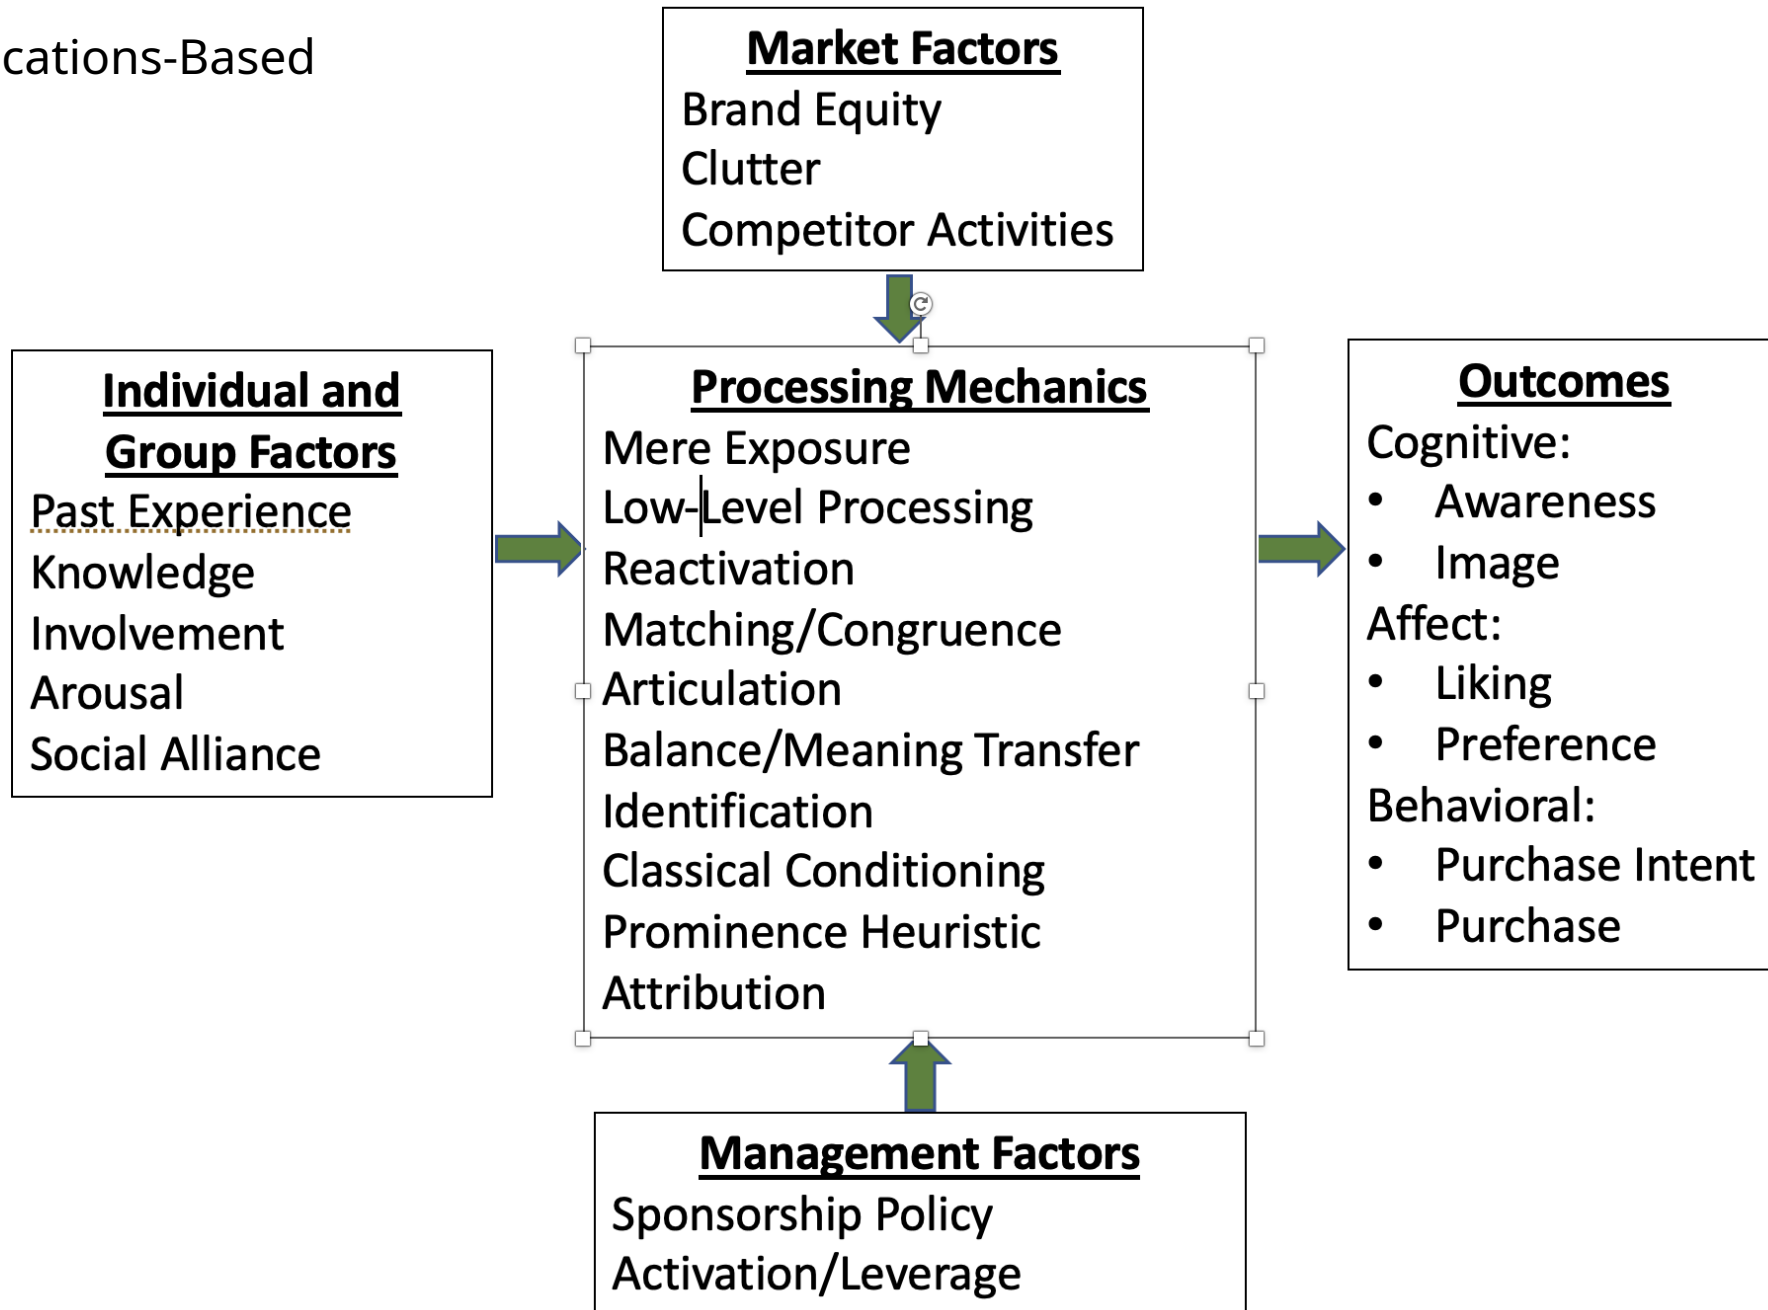 cations-Based
Market Factors
Brand Equity
Clutter
Competitor Activities
Individual and
Group Factors
Past Experience
Knowledge
Involvement
Arousal
Social Alliance
Processing Mechanics
Mere Exposure
Low-Level Processing
Reactivation
Matching/Congruence
Articulation
Balance/Meaning Transfer
Identification
Classical Conditioning
Prominence Heuristic
Attribution
Outcomes
Cognitive:
• Awareness
• Image
Affect:
• Liking
• Preference
Behavioral:
• Purchase Intent
• Purchase
Management Factors
Sponsorship Policy
Activation/Leverage